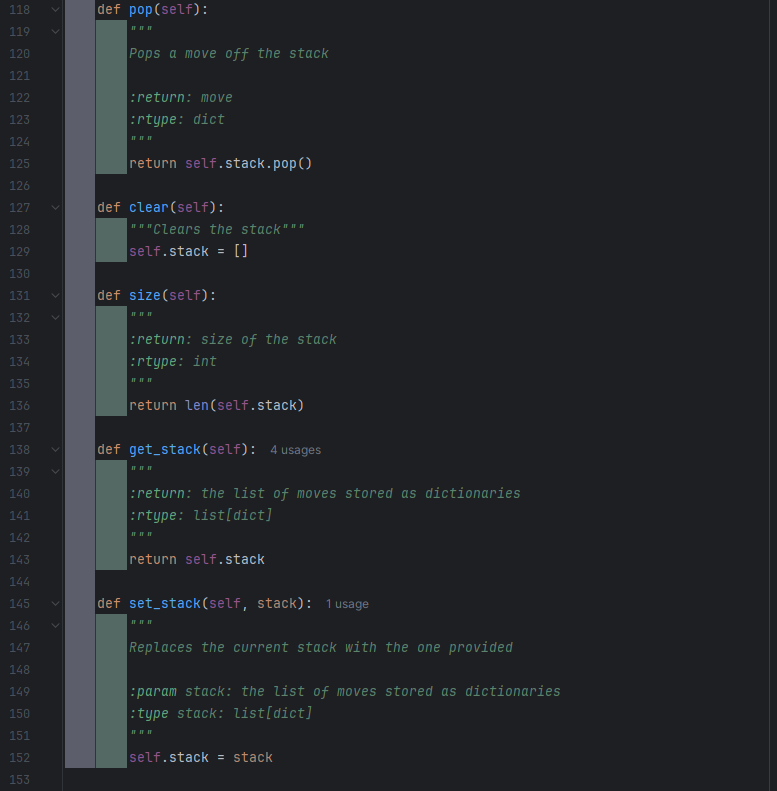 118 def pop(self):
119 """
120 Pops a move off the stack
121
122 :return: move
123 :rtype: dict
124 """
125 return self.stack.pop()
126
127 def clear(self):
128 """Clears the stack"""
129 self.stack = []
130
131 def size(self):
132 """
133 :return: size of the stack
134 :rtype: int
135 """
136 return len(self.stack)
137
138 def get_stack(self): 4 usages
139 """
140 :return: the list of moves stored as dictionaries
141 :rtype: list[dict]
142 """
143 return self.stack
144
145 def set_stack(self, stack): 1 usage
146 """
147 Replaces the current stack with the one provided
148
149 :param stack: the list of moves stored as dictionaries
150 :type stack: list[dict]
151 """
152 self.stack = stack
153